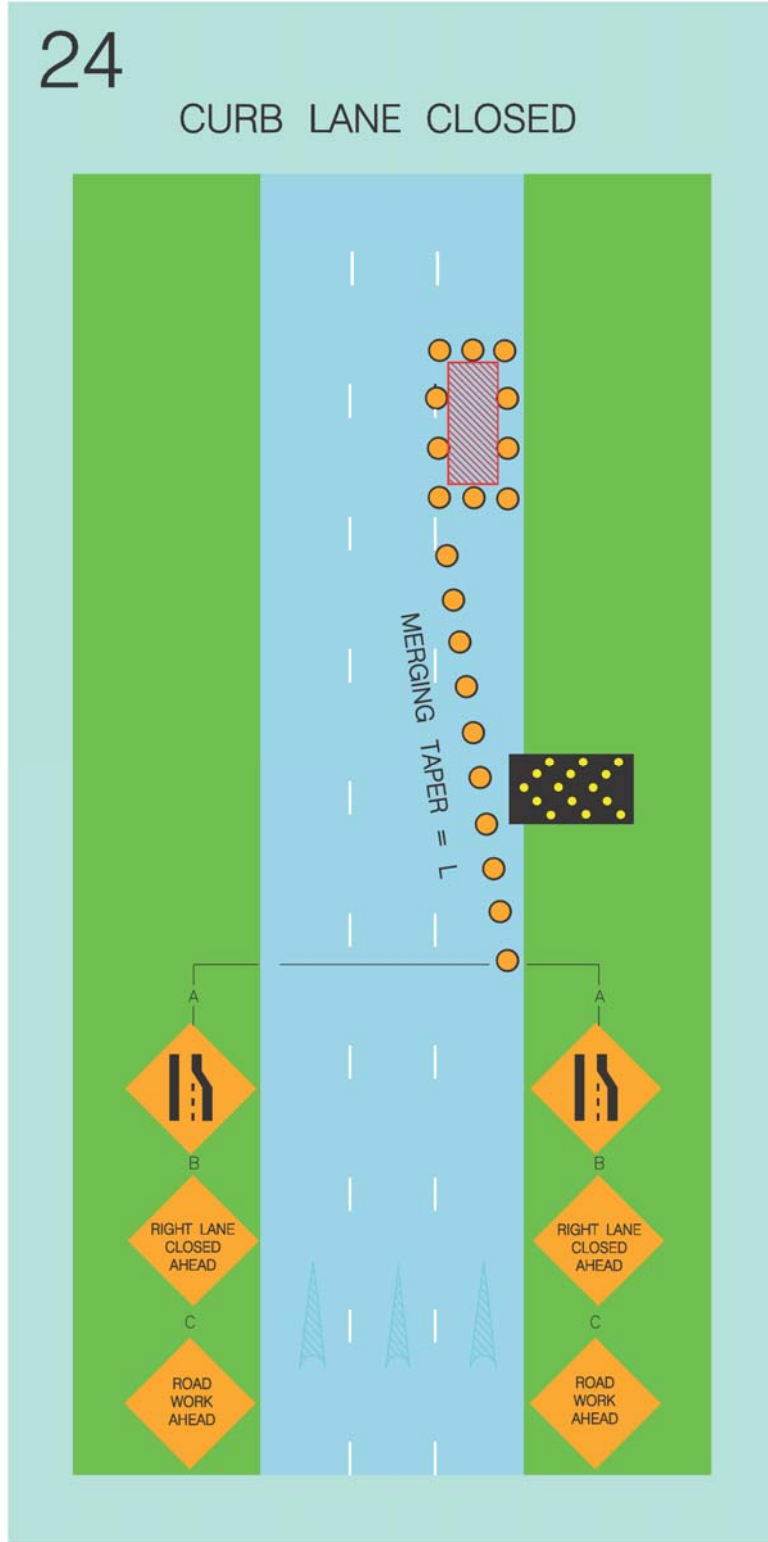 24
CURB LANE CLOSED
MERGING TAPER = L
A
A
B
B
RIGHT LANE
CLOSED
AHEAD
RIGHT LANE
CLOSED
AHEAD
C
C
ROAD
WORK
AHEAD
ROAD
WORK
AHEAD